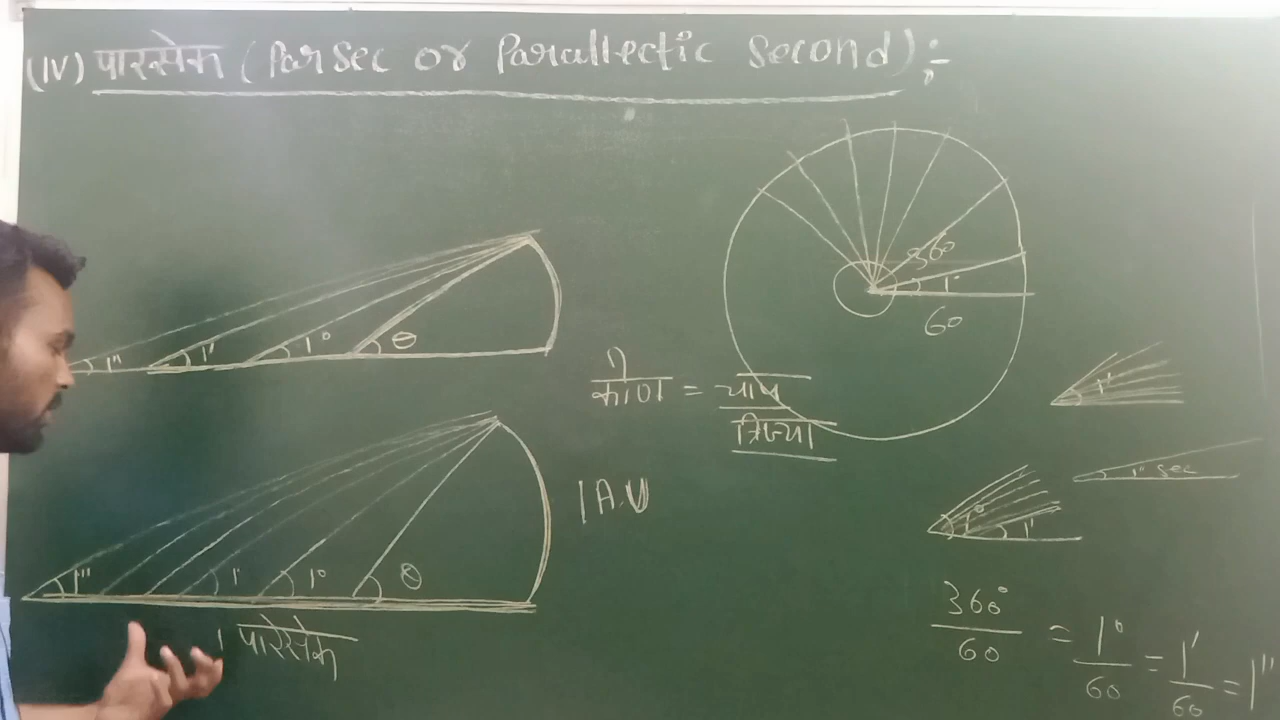 (IV) पारसेक (Parsec or Parallectic Second) :-
360
1°
60
1" 1' 1° θ
कोण = चाप
त्रिज्या
1'
1" sec
1 A.U
1° 1'
1" 1' 1° θ
1 पारसेक
360°
60
= 1°
60
= 1'
60
= 1"